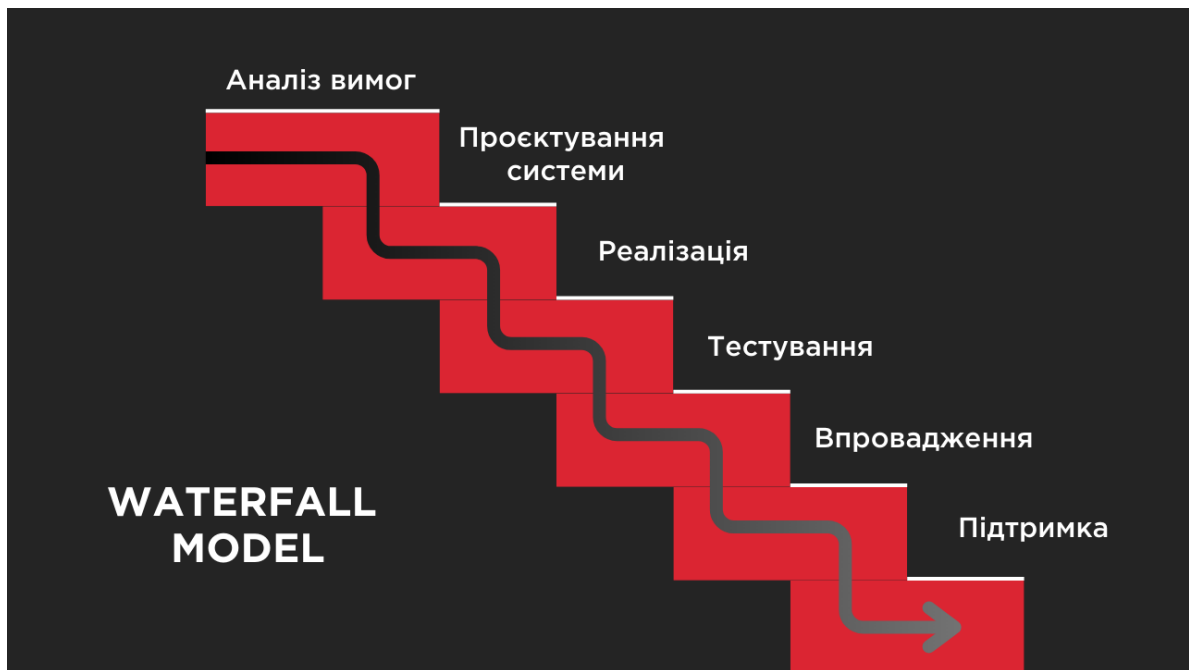 Аналіз вимог
Проєктування
системи
Реалізація
Тестування
Впровадження
Підтримка
WATERFALL
MODEL